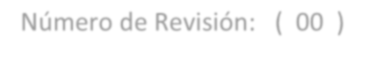 Número de Revisión: ( 00 )